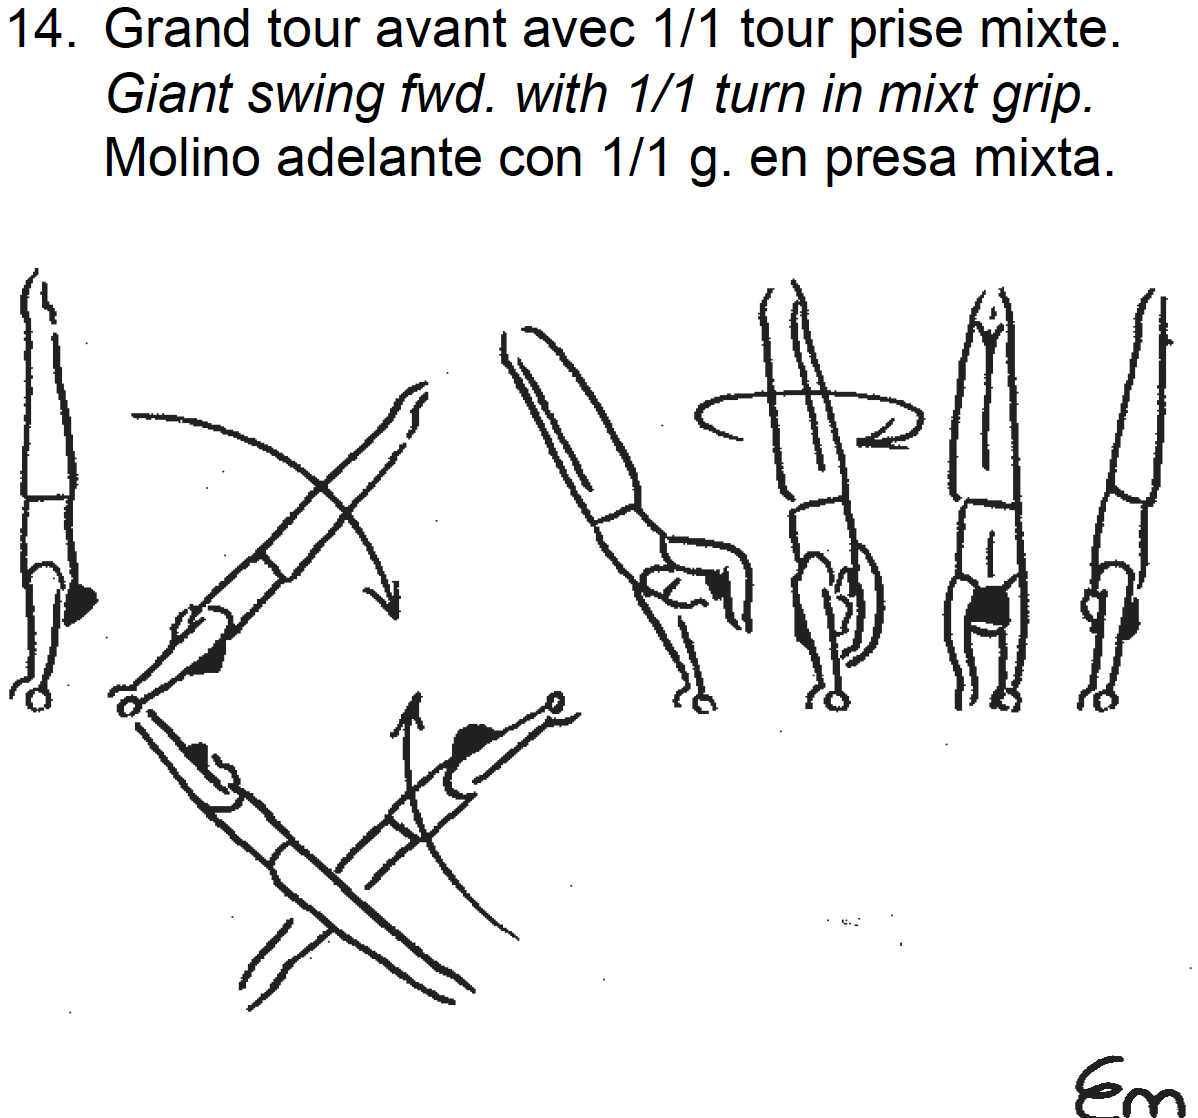 14. Grand tour avant avec 1/1 tour prise mixte.
Giant swing fwd. with 1/1 turn in mixt grip.
Molino adelante con 1/1 g. en presa mixta.
Em